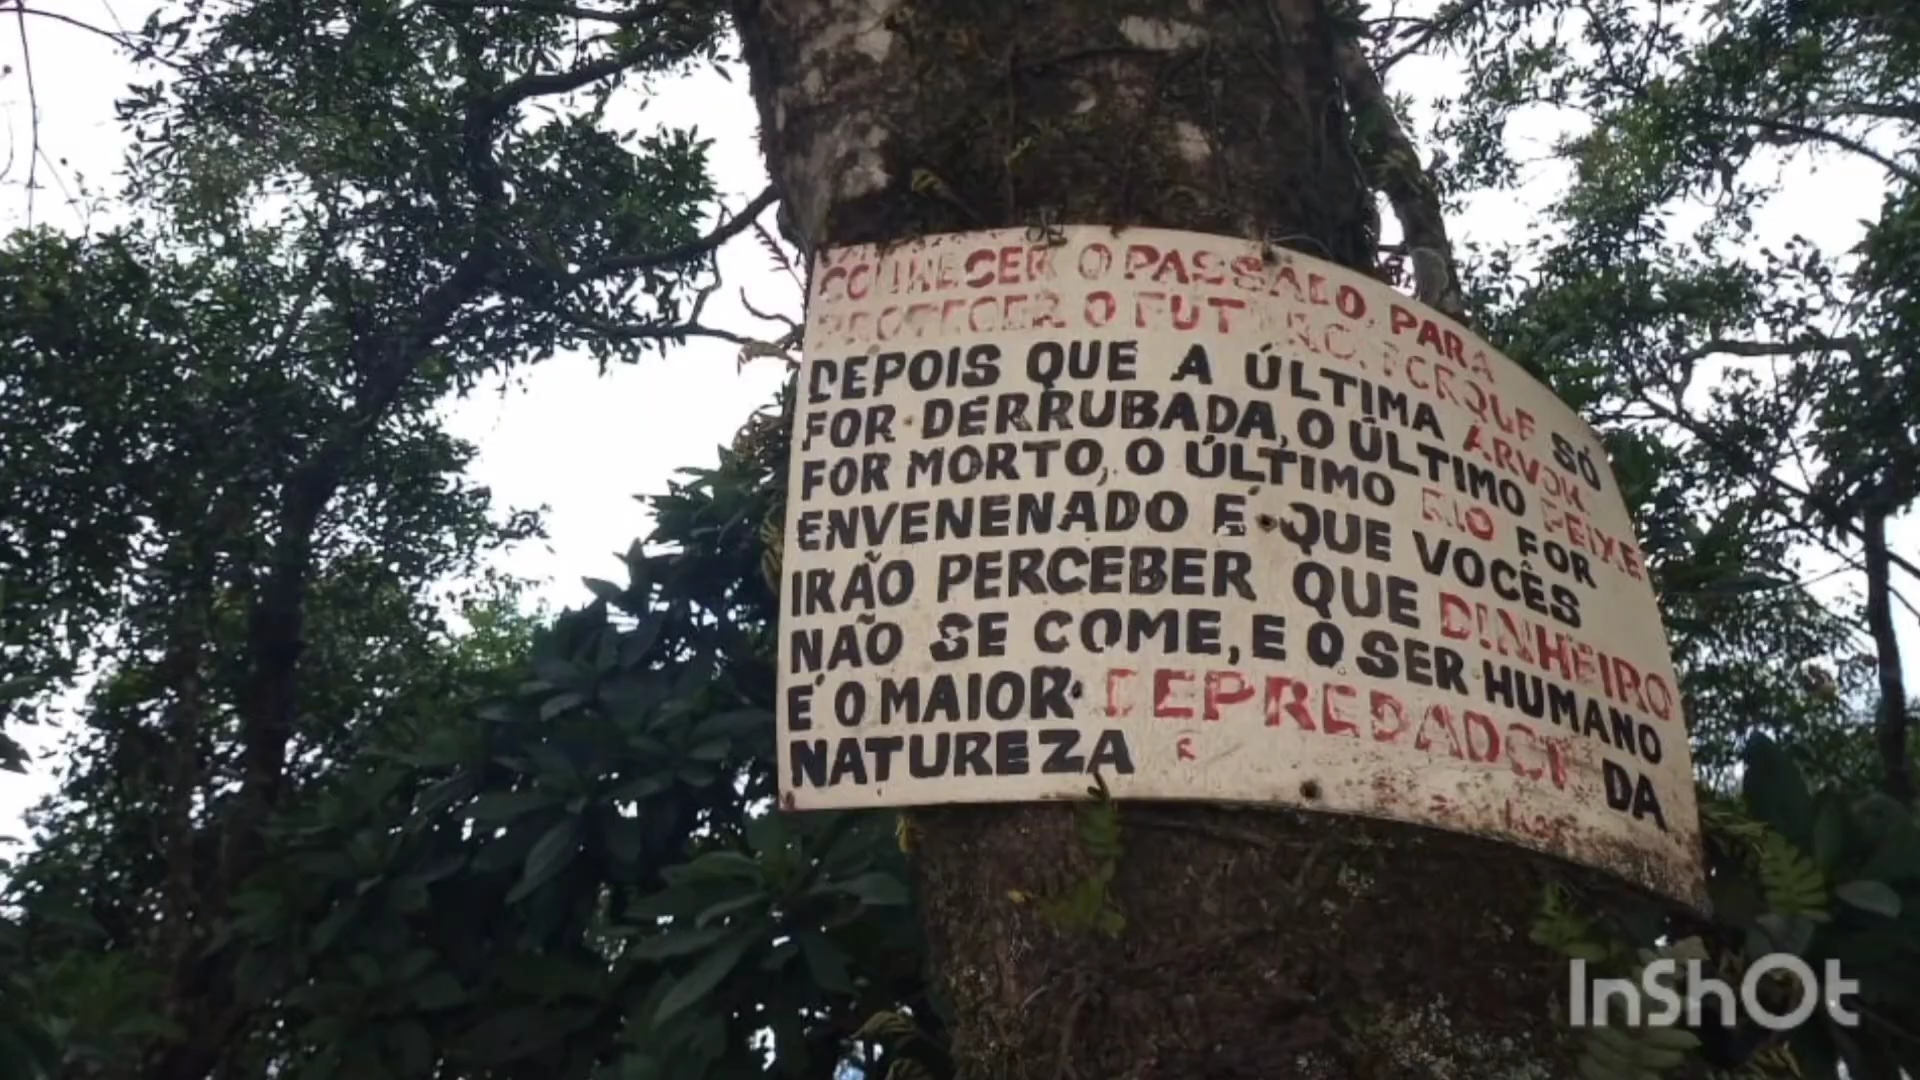 CONHECER O PASSADO, PARA
PROTEGER O FUTURO. PORQUE SÓ
DEPOIS QUE A ÚLTIMA ÁRVORE
FOR DERRUBADA, O ÚLTIMO PEIXE
FOR MORTO, O ÚLTIMO RIO FOR
ENVENENADO É QUE VOCÊS
IRÃO PERCEBER QUE DINHEIRO
NÃO SE COME, E O SER HUMANO
É O MAIOR DEPREDADOR DA
NATUREZA
InShOt